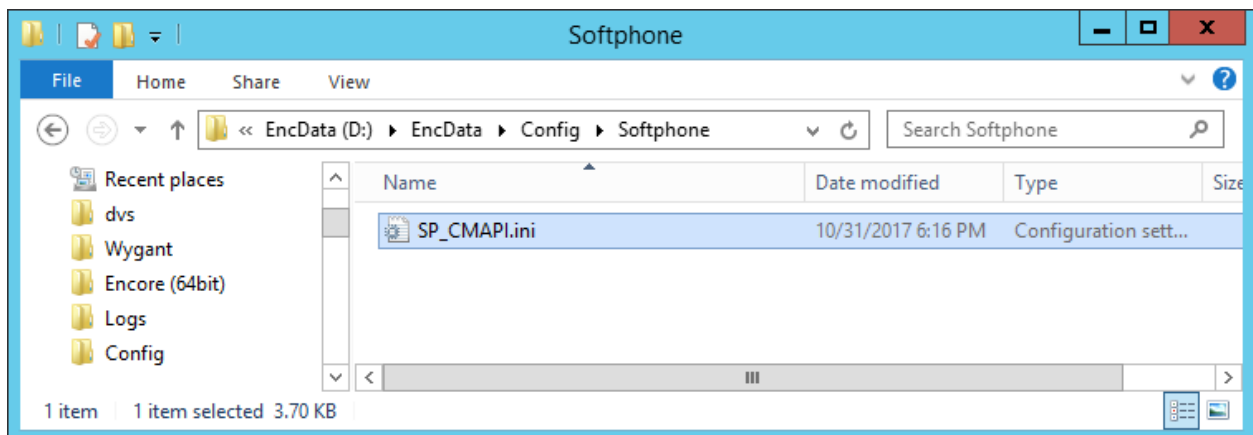 Softphone
File Home Share View
« EncData (D:) EncData Config Softphone Search Softphone
Recent places
dvs
Wygant
Encore (64bit)
Logs
Config
Name Date modified Type Size
SP_CMAPI.ini 10/31/2017 6:16 PM Configuration sett...
1 item 1 item selected 3.70 KB